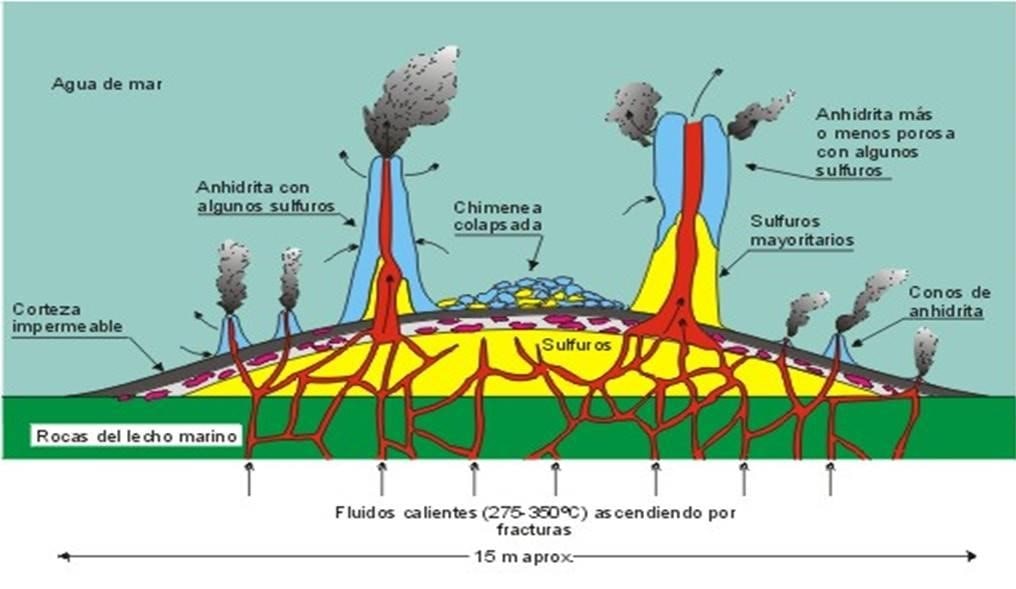 Agua de mar
Anhidrita más
o menos porosa
con algunos
sulfuros
Anhidrita con
algunos sulfuros
Chimenea
colapsada
Sulfuros
mayoritarios
Corteza
impermeable
Conos de
anhidrita
Sulfuros
Rocas del lecho marino
Fluidos calientes (275-350ºC) ascendiendo por
fracturas
15 m aprox.